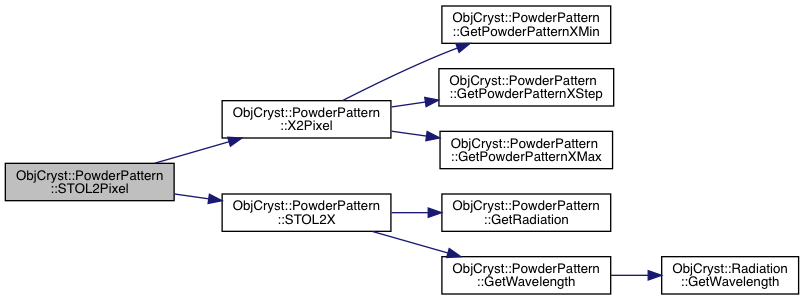 ObjCryst::PowderPattern
::STOL2Pixel
ObjCryst::PowderPattern
::X2Pixel
ObjCryst::PowderPattern
::GetPowderPatternXMin
ObjCryst::PowderPattern
::GetPowderPatternXStep
ObjCryst::PowderPattern
::GetPowderPatternXMax
ObjCryst::PowderPattern
::STOL2X
ObjCryst::PowderPattern
::GetRadiation
ObjCryst::PowderPattern
::GetWavelength
ObjCryst::Radiation
::GetWavelength